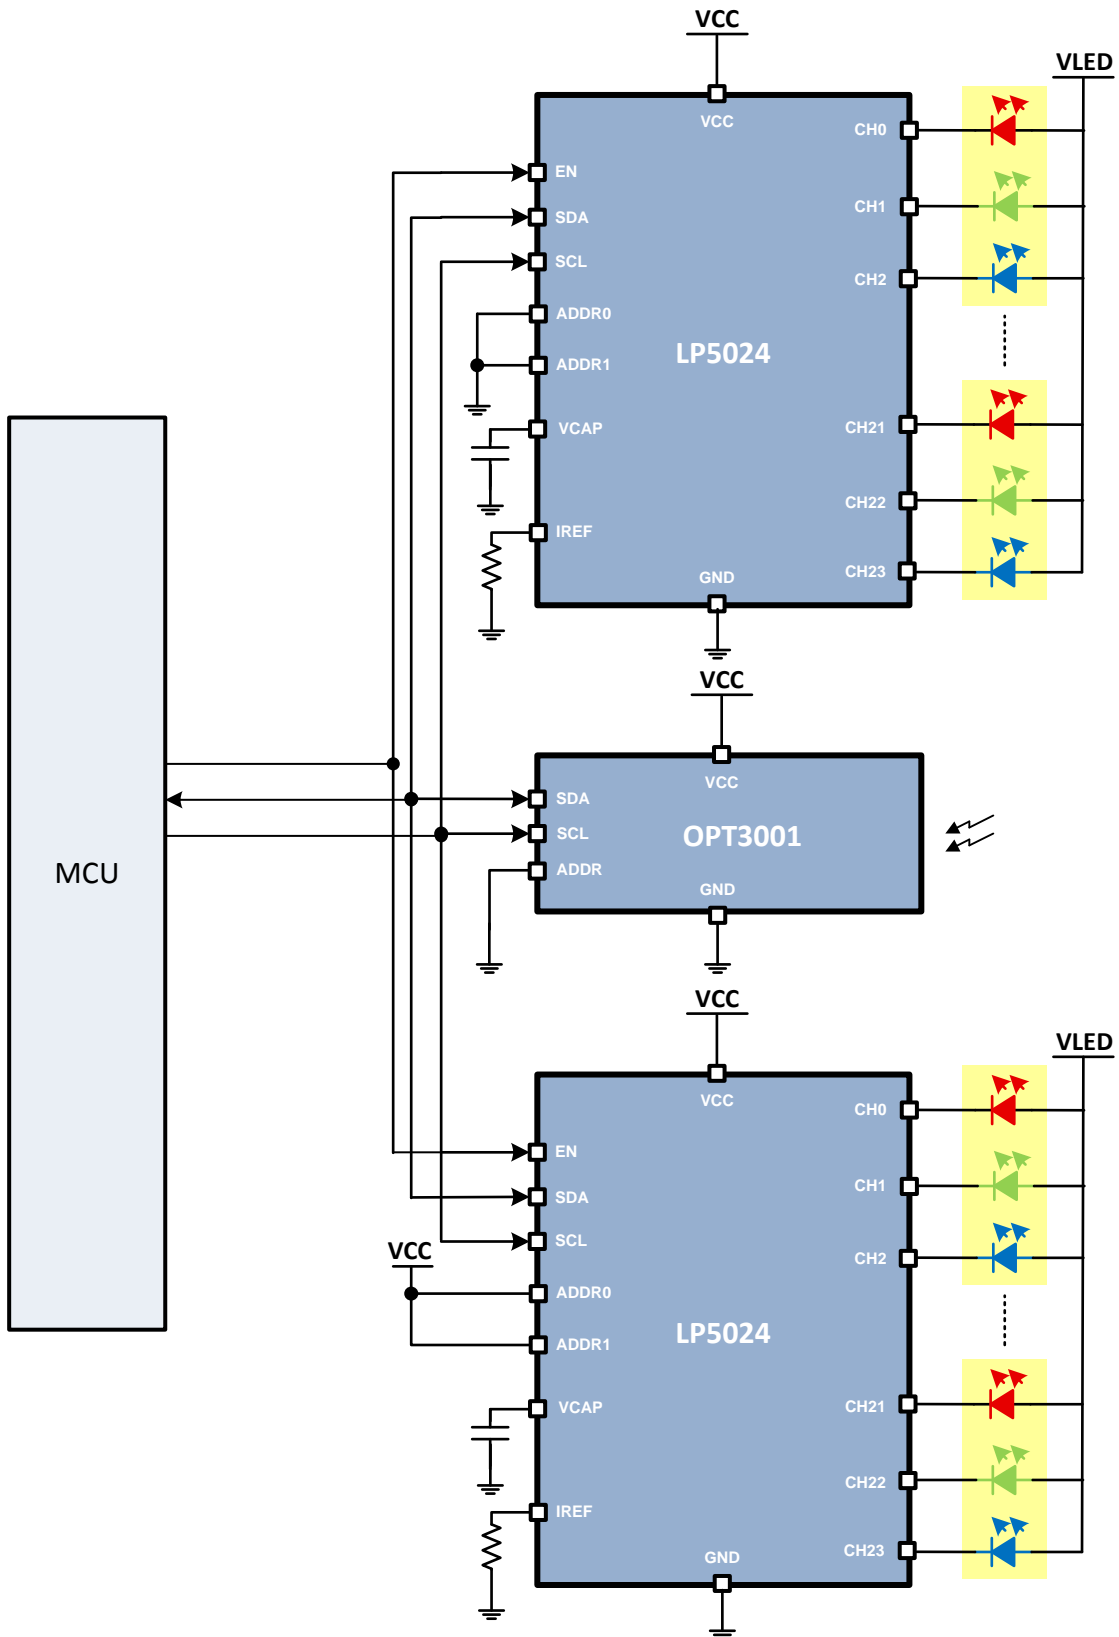 VCC
VLED
VCC
CH0
EN
CH1
SDA
SCL
CH2
ADDR0
LP5024
ADDR1
VCAP
CH21
CH22
IREF
CH23
GND
VCC
VCC
SDA
SCL
OPT3001
MCU
ADDR
GND
VCC
VLED
VCC
CH0
EN
CH1
SDA
SCL
VCC
CH2
ADDR0
LP5024
ADDR1
VCAP
CH21
CH22
IREF
CH23
GND